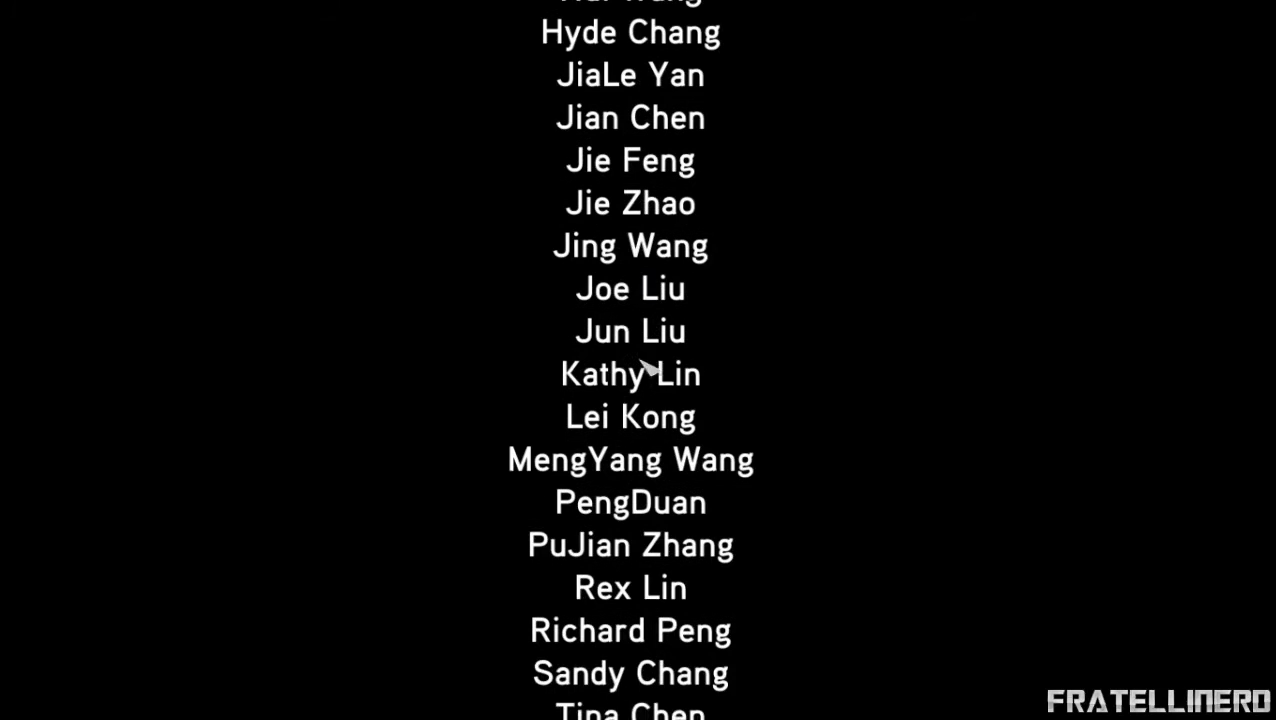 Hyde Chang
JiaLe Yan
Jian Chen
Jie Feng
Jie Zhao
Jing Wang
Joe Liu
Jun Liu
Kathy Lin
Lei Kong
MengYang Wang
PengDuan
PuJian Zhang
Rex Lin
Richard Peng
Sandy Chang
Tina Chen
FRATELLINERD